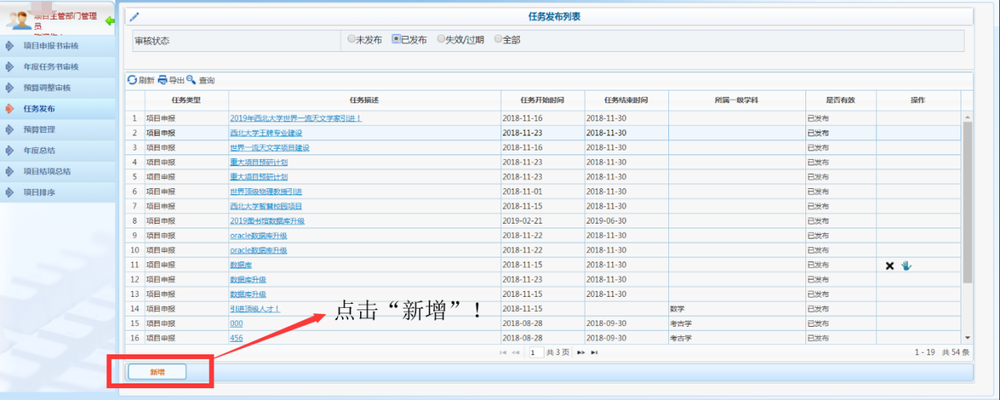 项目主管部门管理
员
项目申报书审核
年度任务书审核
预算调整审核
任务发布
预算管理
年度总结
项目结项总结
项目排序
任务发布列表
审核状态 未发布 已发布 失效/过期 全部
刷新 导出 查询
任务类型 任务描述 任务开始时间 任务结束时间 所属一级学科 是否有效 操作
1 项目申报 2019年西北大学世界一流天文学家引进！ 2018-11-16 2018-11-30 已发布
2 项目申报 西北大学王牌专业建设 2018-11-23 2018-11-30 已发布
3 项目申报 世界一流天文学项目建设 2018-11-16 2018-11-30 已发布
4 项目申报 重大项目预研计划 2018-11-23 2018-11-30 已发布
5 项目申报 重大项目预研计划 2018-11-23 2018-11-30 已发布
6 项目申报 世界顶级物理教授引进 2018-11-01 2018-11-30 已发布
7 项目申报 西北大学智慧校园项目 2018-11-15 2018-11-30 已发布
8 项目申报 2019图书馆数据库升级 2019-02-21 2019-06-30 已发布
9 项目申报 oracle数据库升级 2018-11-22 2018-11-30 已发布
10 项目申报 oracle数据库升级 2018-11-22 2018-11-30 已发布
11 项目申报 数据库 2018-11-15 2018-11-30 已发布
12 项目申报 数据库升级 2018-11-23 2018-11-30 已发布
13 项目申报 数据库升级 2018-11-15 2018-11-30 已发布
14 项目申报 引进顶级人才！ 2018-11-15 数学 已发布
15 项目申报 000 2018-08-28 2018-09-30 考古学 已发布
16 项目申报 456 2018-08-28 2018-09-30 考古学 已发布
点击“新增”！
1 共3页 1 - 19 共 54 条
新增